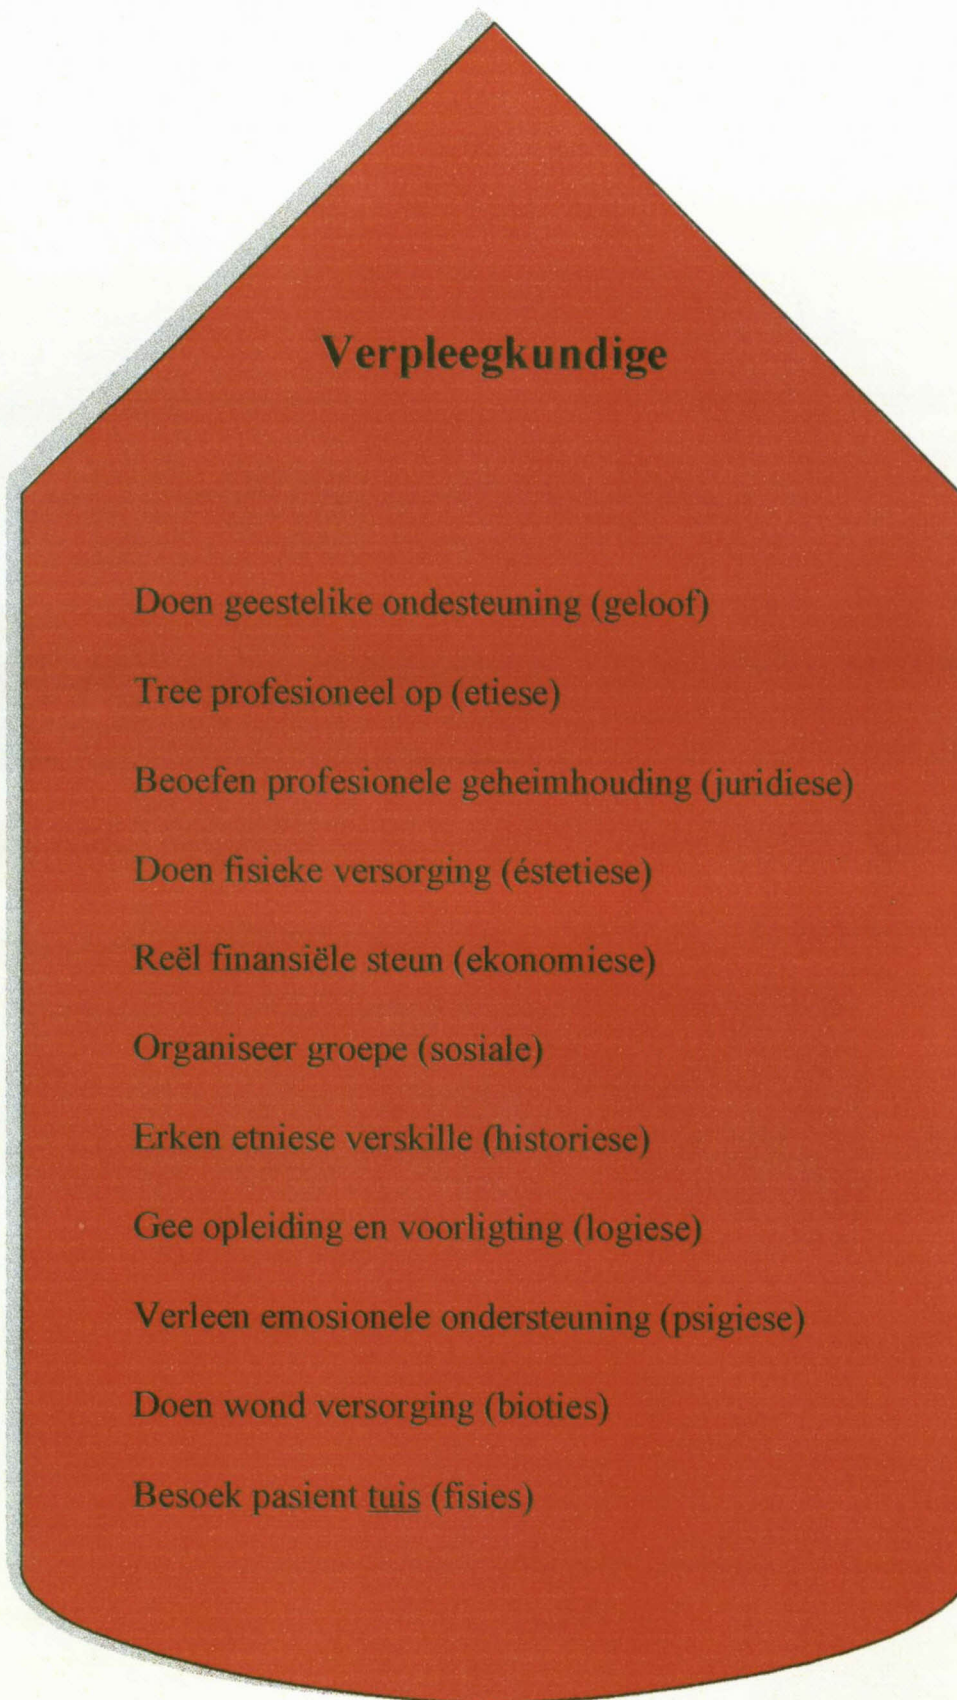 Verpleegkundige
Doen geestelike ondesteuning (geloof)
Tree profesioneel op (etiese)
Beoefen profesionele geheimhouding (juridiese)
Doen fisieke versorging (éstetiese)
Reël finansiële steun (ekonomiese)
Organiseer groepe (sosiale)
Erken etniese verskille (historiese)
Gee opleiding en voorligting (logiese)
Verleen emosionele ondersteuning (psigiese)
Doen wond versorging (bioties)
Besoek pasient tuis (fisies)